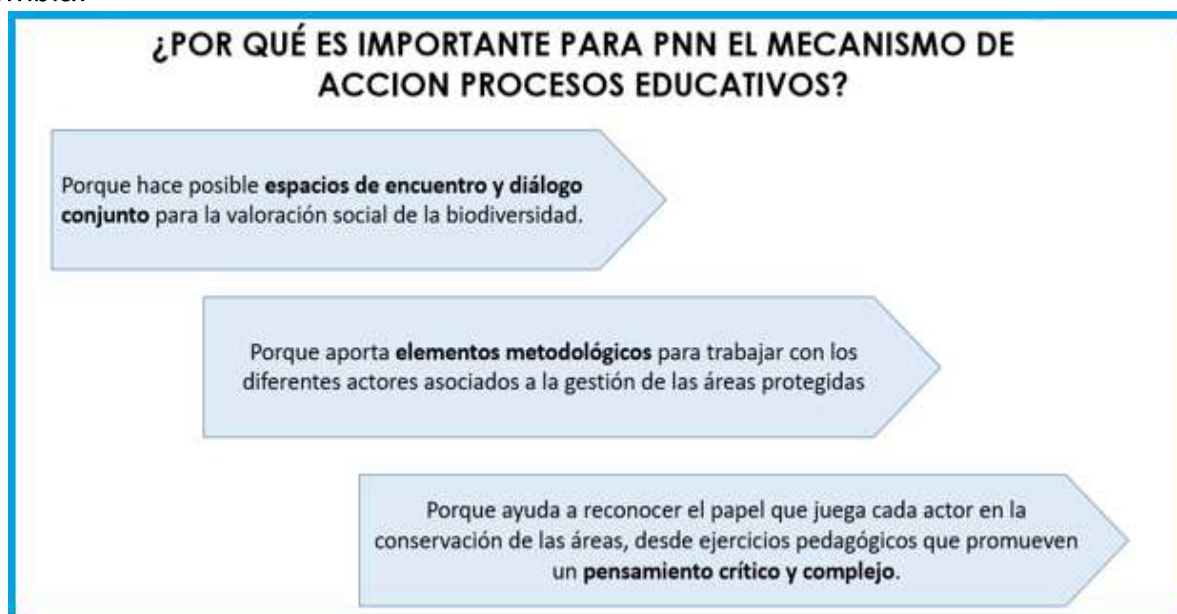 ¿POR QUÉ ES IMPORTANTE PARA PNN EL MECANISMO DE
ACCION PROCESOS EDUCATIVOS?
Porque hace posible espacios de encuentro y diálogo
conjunto para la valoración social de la biodiversidad.
Porque aporta elementos metodológicos para trabajar con los
diferentes actores asociados a la gestión de las áreas protegidas
Porque ayuda a reconocer el papel que juega cada actor en la
conservación de las áreas, desde ejercicios pedagógicos que promueven
un pensamiento crítico y complejo.